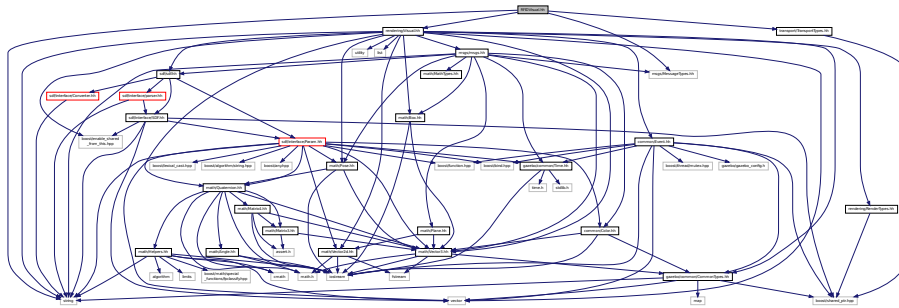 RFIDVisual.hh
rendering/Visual.hh
transport/TransportTypes.hh
utility
list
msgs/msgs.hh
sdf/sdf.hh
math/MathTypes.hh
msgs/MessageTypes.hh
sdf/interface/Converter.hh
sdf/interface/parser.hh
sdf/interface/SDF.hh
math/Box.hh
boost/enable_shared
_from_this.hpp
sdf/interface/Param.hh
common/Event.hh
boost/lexical_cast.hpp
boost/algorithm/string.hpp
boost/any.hpp
math/Pose.hh
boost/function.hpp
boost/bind.hpp
gazebo/common/Time.hh
boost/thread/mutex.hpp
gazebo/gazebo_config.h
math/Quaternion.hh
time.h
stdlib.h
math/Matrix4.hh
rendering/RenderTypes.hh
math/Matrix3.hh
math/Plane.hh
common/Color.hh
math/Helpers.hh
math/Angle.hh
assert.h
math/Vector2d.hh
math/Vector3.hh
algorithm
limits
boost/math/special
_functions/fpclassify.hpp
cmath
math.h
iostream
fstream
gazebo/common/CommonTypes.hh
string
vector
map
boost/shared_ptr.hpp